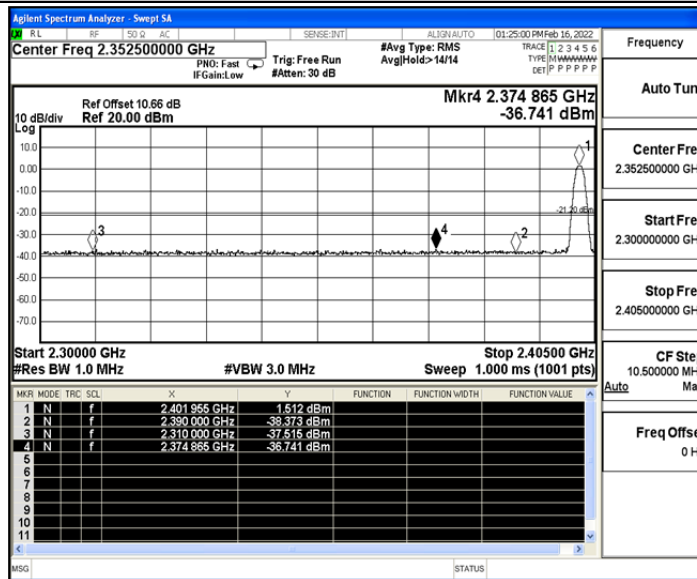 Agilent Spectrum Analyzer - Swept SA
LXI RL RF 50 Ω AC SENSE:INT ALIGN AUTO 01:25:00 PM Feb 16, 2022
Center Freq 2.352500000 GHz #Avg Type: RMS TRACE 1 2 3 4 5 6
PNO: Fast Trig: Free Run Avg|Hold:> 14/14 TYPE MWWWWW
IFGain:Low #Atten: 30 dB DET P P P P P P
Mkr4 2.374 865 GHz
Ref Offset 10.66 dB
10 dB/div Ref 20.00 dBm -36.741 dBm
Log
10.0
1
0.00
-10.0
-20.0
-21.20 dBm
-30.0
3 4 2
-40.0
-50.0
-60.0
-70.0
Start 2.30000 GHz Stop 2.40500 GHz
#Res BW 1.0 MHz #VBW 3.0 MHz Sweep 1.000 ms (1001 pts)
MKR MODE TRC SCL X Y FUNCTION FUNCTION WIDTH FUNCTION VALUE
1 N f 2.401 955 GHz 1.512 dBm
2 N f 2.390 000 GHz -38.373 dBm
3 N f 2.310 000 GHz -37.515 dBm
4 N f 2.374 865 GHz -36.741 dBm
5
6
7
8
9
10
11
MSG STATUS
Frequency
Auto Tun
Center Fre
2.352500000 GH
Start Fre
2.300000000 GH
Stop Fre
2.405000000 GH
CF Ste
10.500000 MH
Auto Ma
Freq Offse
0 H